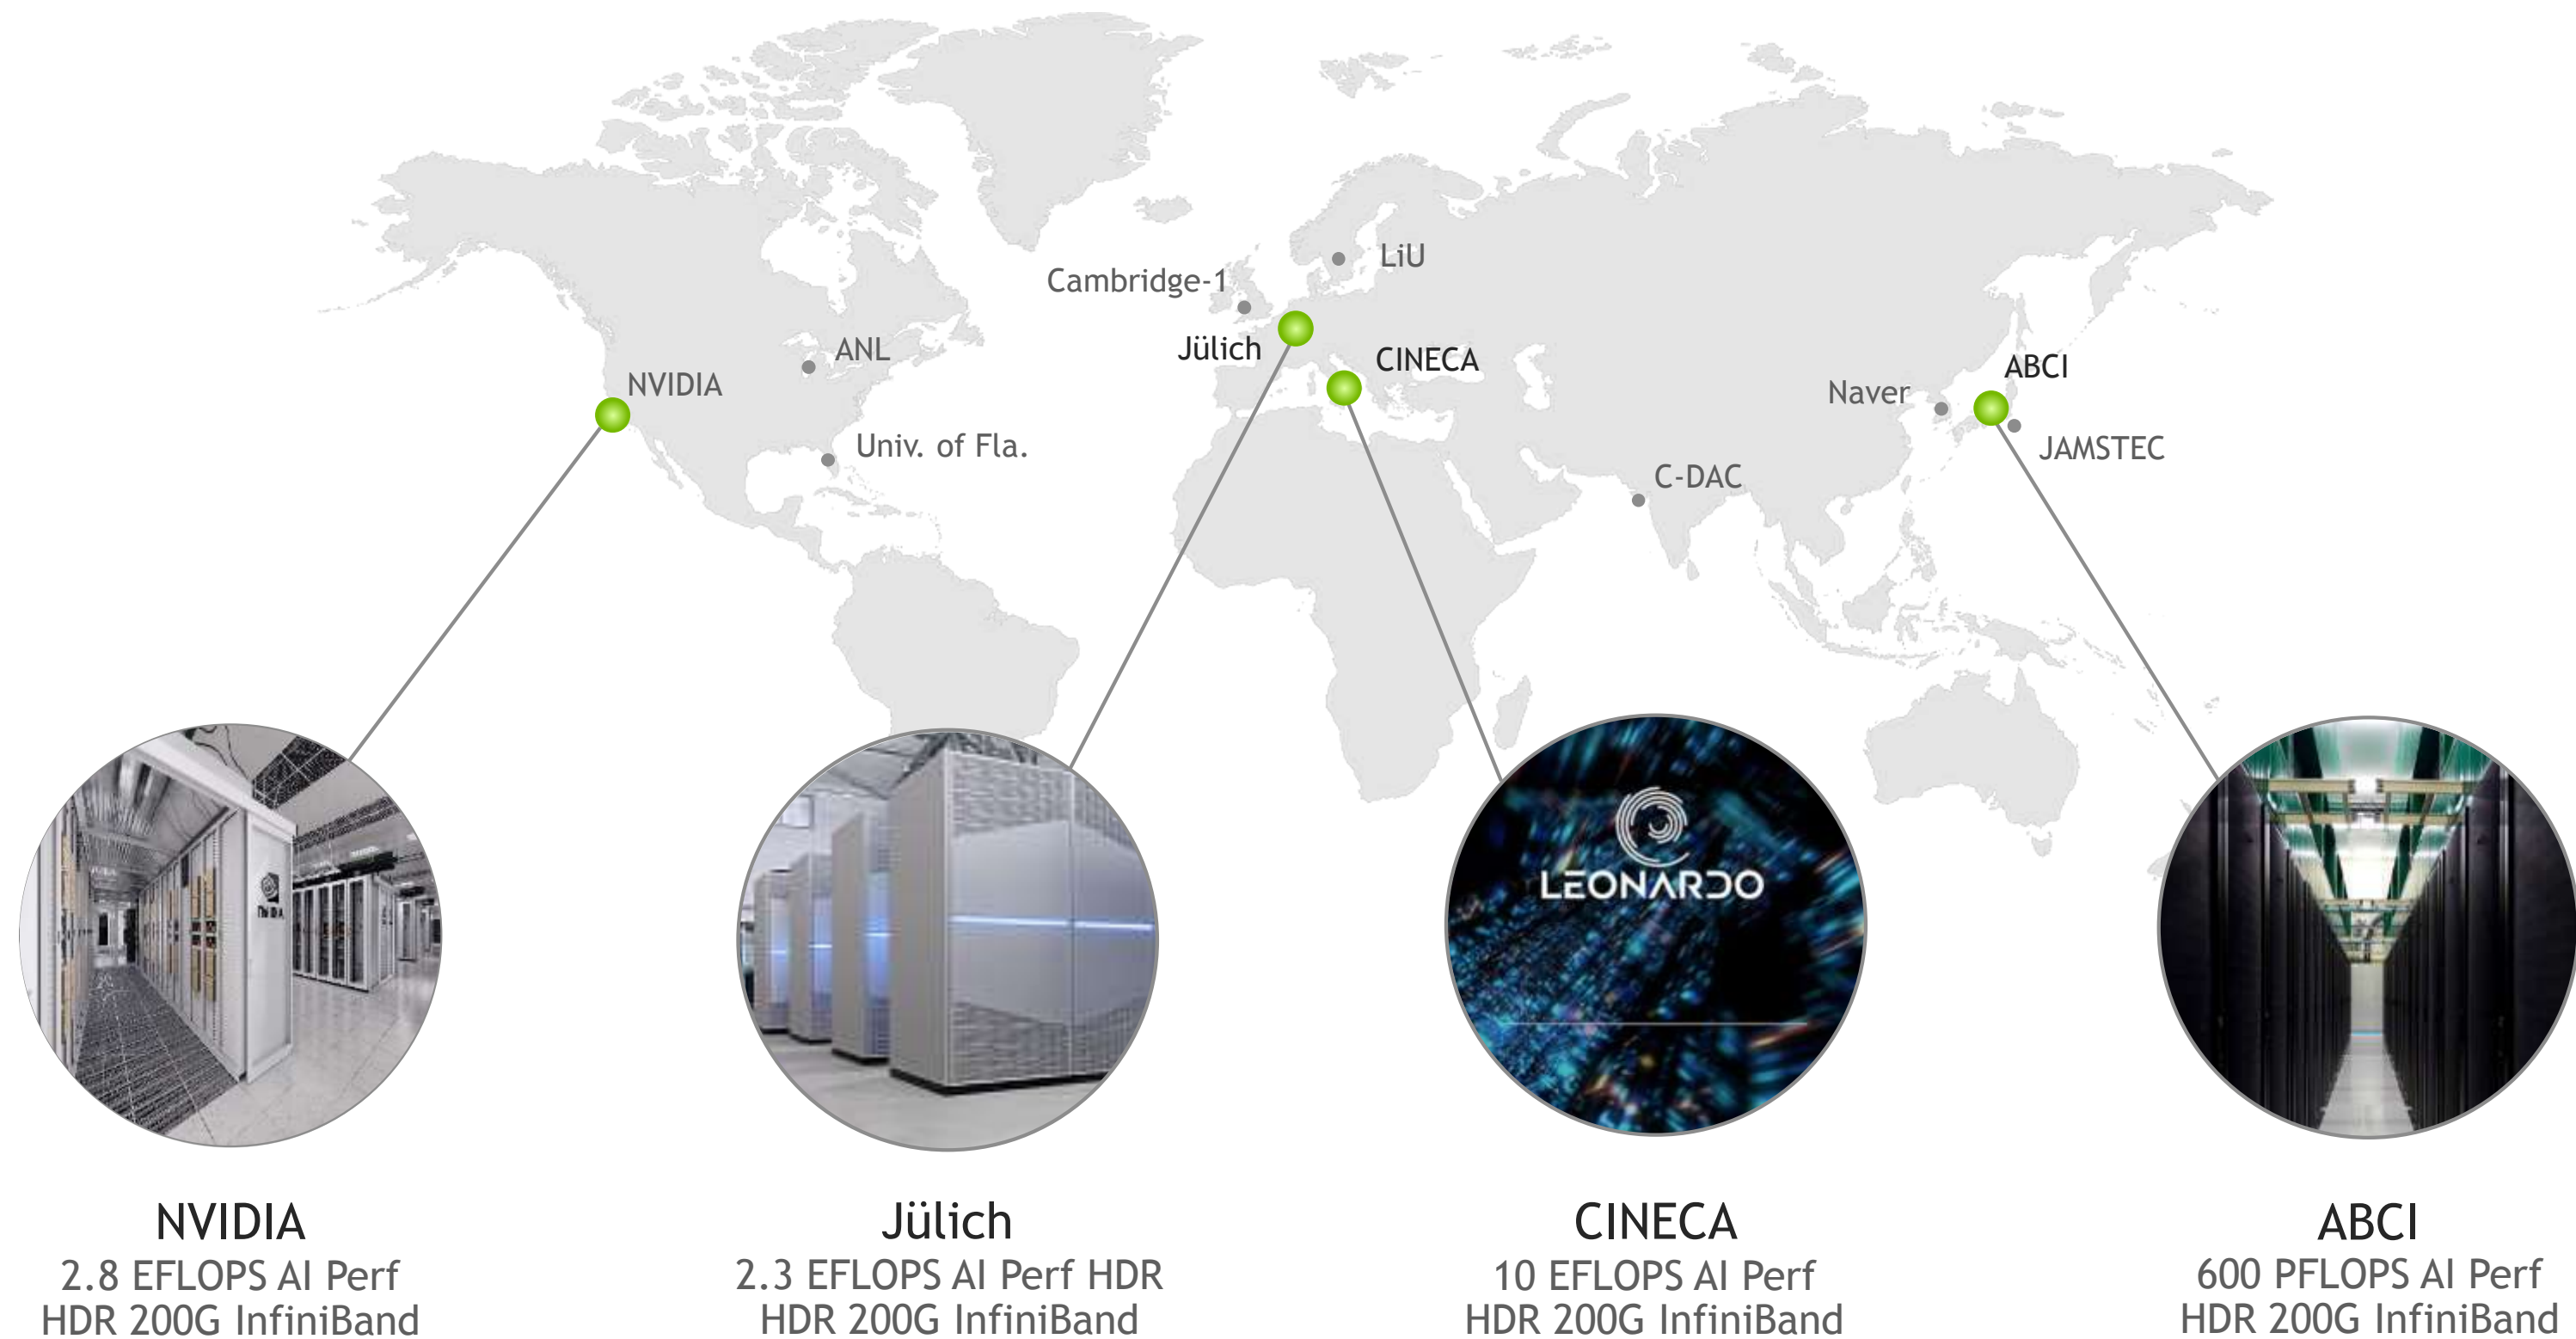 LiU
Cambridge-1
Jülich
CINECA
ANL
NVIDIA
Univ. of Fla.
ABCI
Naver
JAMSTEC
C-DAC
LEONARDO
NVIDIA
2.8 EFLOPS AI Perf
HDR 200G InfiniBand
Jülich
2.3 EFLOPS AI Perf HDR
HDR 200G InfiniBand
CINECA
10 EFLOPS AI Perf
HDR 200G InfiniBand
ABCI
600 PFLOPS AI Perf
HDR 200G InfiniBand